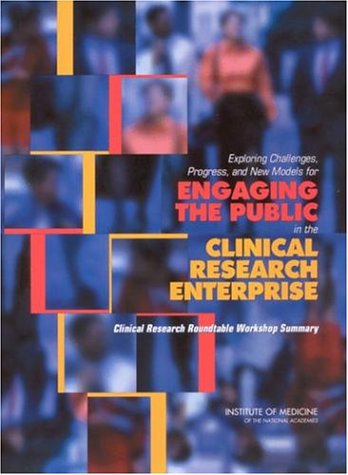 Exploring Challenges,
Progress, and New Models for
ENGAGING
THE PUBLIC
in the
CLINICAL
RESEARCH
ENTERPRISE
Clinical Research Roundtable Workshop Summary
INSTITUTE OF MEDICINE
OF THE NATIONAL ACADEMIES